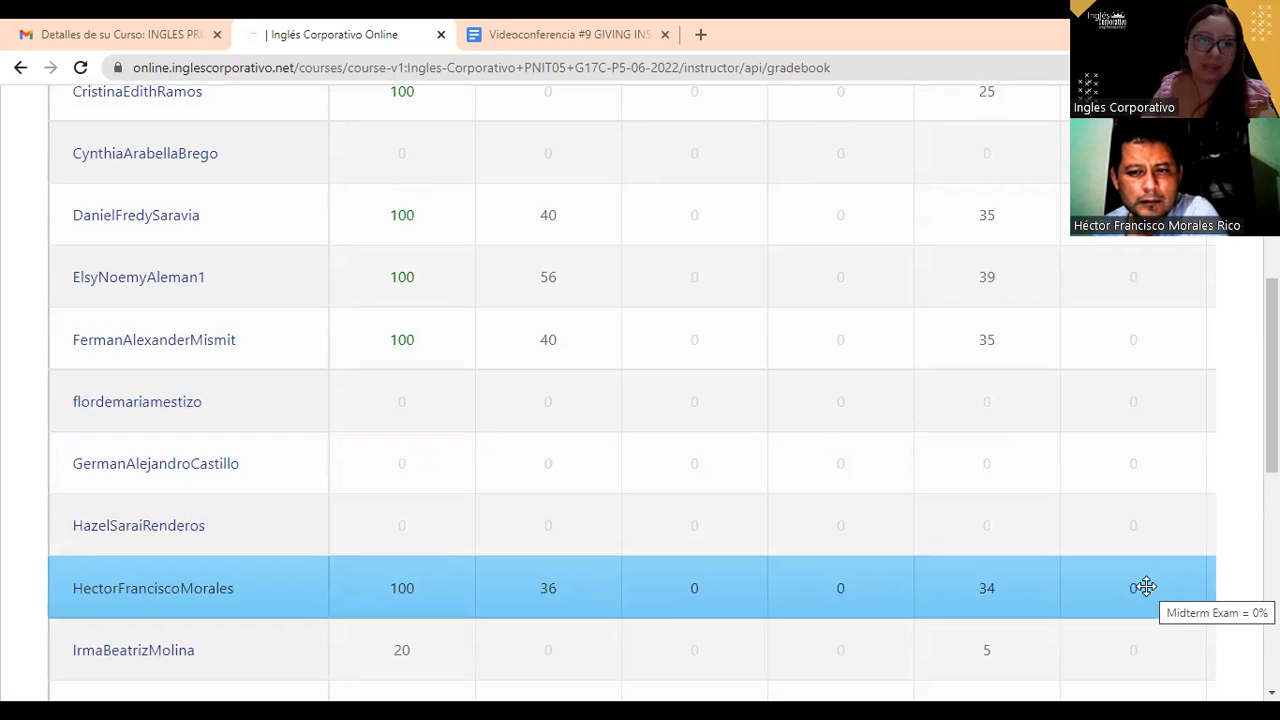 Detalles de su Curso: INGLES PR
| Inglés Corporativo Online
Videoconferencia #9 GIVING INS
online.inglescorporativo.net/courses/course-v1:Ingles-Corporativo+PNIT05+G17C-P5-06-2022/instructor/api/gradebook
Inglés
Corporativo
Ingles Corporativo
Héctor Francisco Morales Rico
CristinaEdithRamos 100 0 0 0 25
CynthiaArabellaBrego 0 0 0 0 0
DanielFredySaravia 100 40 0 0 35
ElsyNoemyAleman1 100 56 0 0 39 0
FermanAlexanderMismit 100 40 0 0 35 0
flordemariamestizo 0 0 0 0 0 0
GermanAlejandroCastillo 0 0 0 0 0 0
HazelSaraiRenderos 0 0 0 0 0 0
HectorFranciscoMorales 100 36 0 0 34 0
Midterm Exam = 0%
IrmaBeatrizMolina 20 0 0 0 5 0